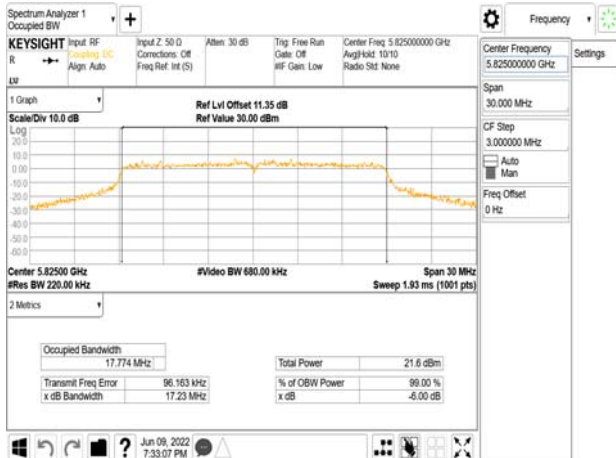 Spectrum Analyzer 1
Occupied BW
Frequency
KEYSIGHT
R
LXI
Input: RF
Coupling: DC
Align: Auto
Input Z: 50 Ω
Corrections: Off
Freq Ref: Int (S)
Atten: 30 dB
Trig: Free Run
Gate: Off
#IF Gain: Low
Center Freq: 5.825000000 GHz
Avg|Hold: 10/10
Radio Std: None
Center Frequency
5.825000000 GHz
Settings
Span
30.000 MHz
CF Step
3.000000 MHz
Auto
Man
Freq Offset
0 Hz
1 Graph
Scale/Div 10.0 dB
Ref Lvl Offset 11.35 dB
Ref Value 30.00 dBm
Log
20.0
10.0
0.00
-10.0
-20.0
-30.0
-40.0
-50.0
-60.0
Center 5.82500 GHz
#Video BW 680.00 kHz
Span 30 MHz
#Res BW 220.00 kHz
Sweep 1.93 ms (1001 pts)
2 Metrics
Occupied Bandwidth
17.774 MHz
Total Power 21.6 dBm
Transmit Freq Error 96.163 kHz
% of OBW Power 99.00 %
x dB Bandwidth 17.23 MHz
x dB -6.00 dB
?
Jun 09, 2022
7:33:07 PM